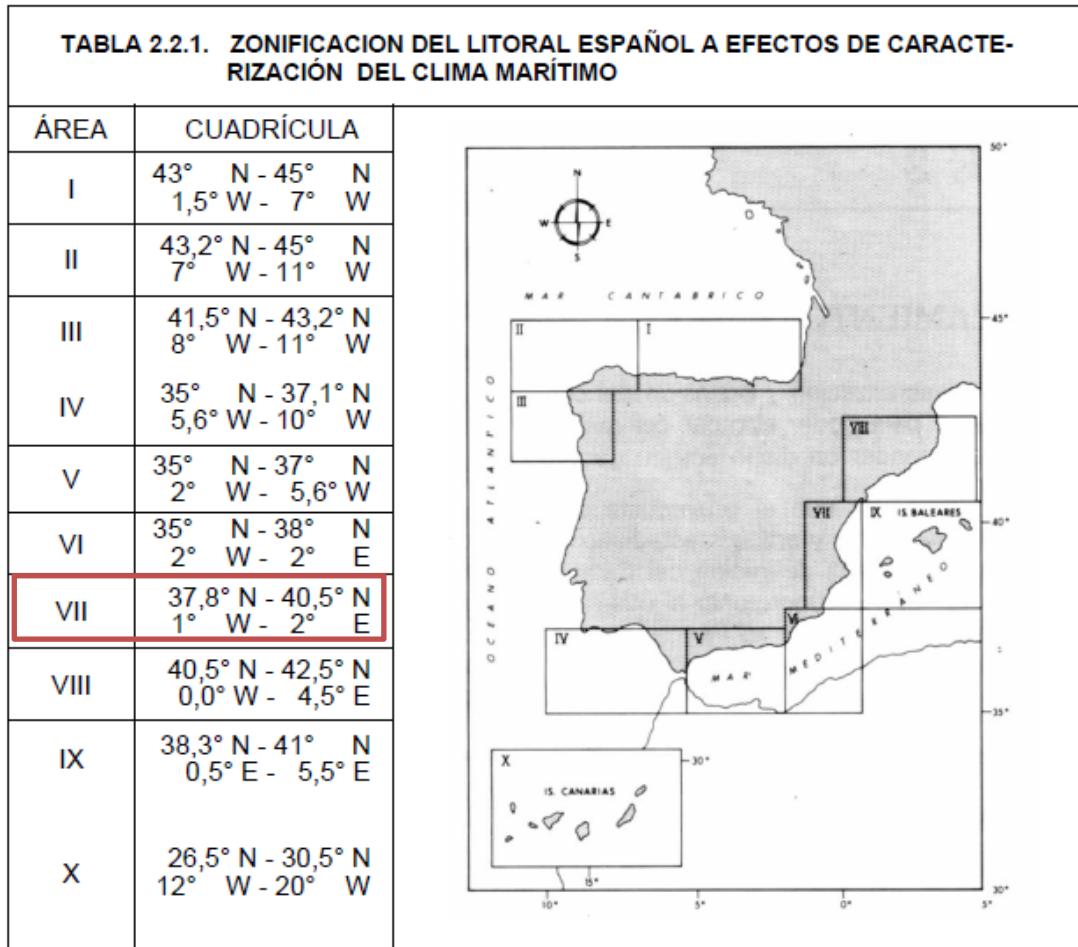 TABLA 2.2.1. ZONIFICACION DEL LITORAL ESPAÑOL A EFECTOS DE CARACTE-
RIZACIÓN DEL CLIMA MARÍTIMO
ÁREA CUADRÍCULA
I
43° N - 45° N
1,5° W - 7° W
II
43,2° N - 45° N
7° W - 11° W
III
41,5° N - 43,2° N
8° W - 11° W
IV
35° N - 37,1° N
5,6° W - 10° W
V
35° N - 37° N
2° W - 5,6° W
VI
35° N - 38° N
2° W - 2° E
VII
37,8° N - 40,5° N
1° W - 2° E
VIII
40,5° N - 42,5° N
0,0° W - 4,5° E
IX
38,3° N - 41° N
0,5° E - 5,5° E
X
26,5° N - 30,5° N
12° W - 20° W
50°
N
W E
S
MAR CANTABRICO
45°
II I
OCEANO ATLANTICO
III
VIII
VII IX IS. BALEARES
40°
MAR MEDITERRÁNEO
IV V VI
35°
X
30°
IS. CANARIAS
15°
30°
10° 5° 0° 5°